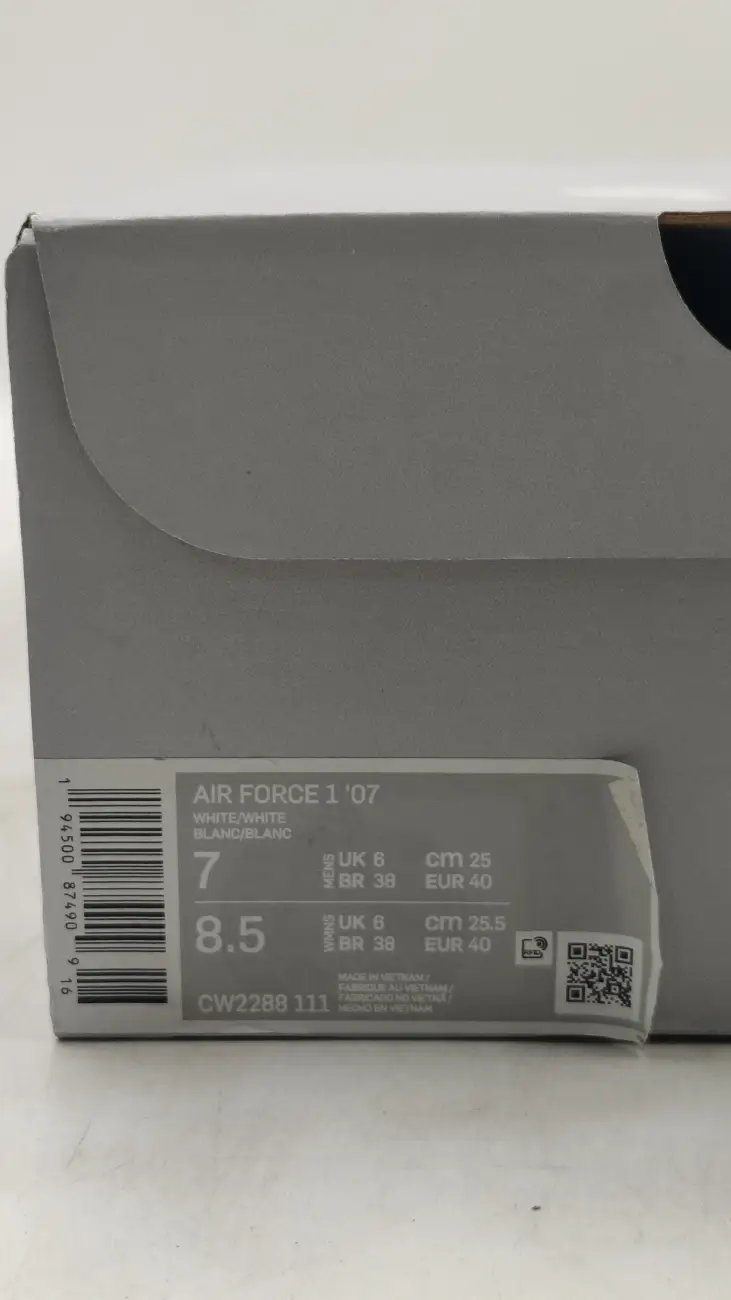 AIR FORCE 1 '07
WHITE/WHITE
BLANC/BLANC
7 MENS UK 6 cm 25
BR 38 EUR 40
8.5 WMNS UK 6 cm 25.5
BR 38 EUR 40
RFID
CW2288 111
MADE IN VIETNAM /
FABRIQUE AU VIETNAM /
FABRICADO NO VIETNÃ /
HECHO EN VIETNAM
1 94500 87490 9 16